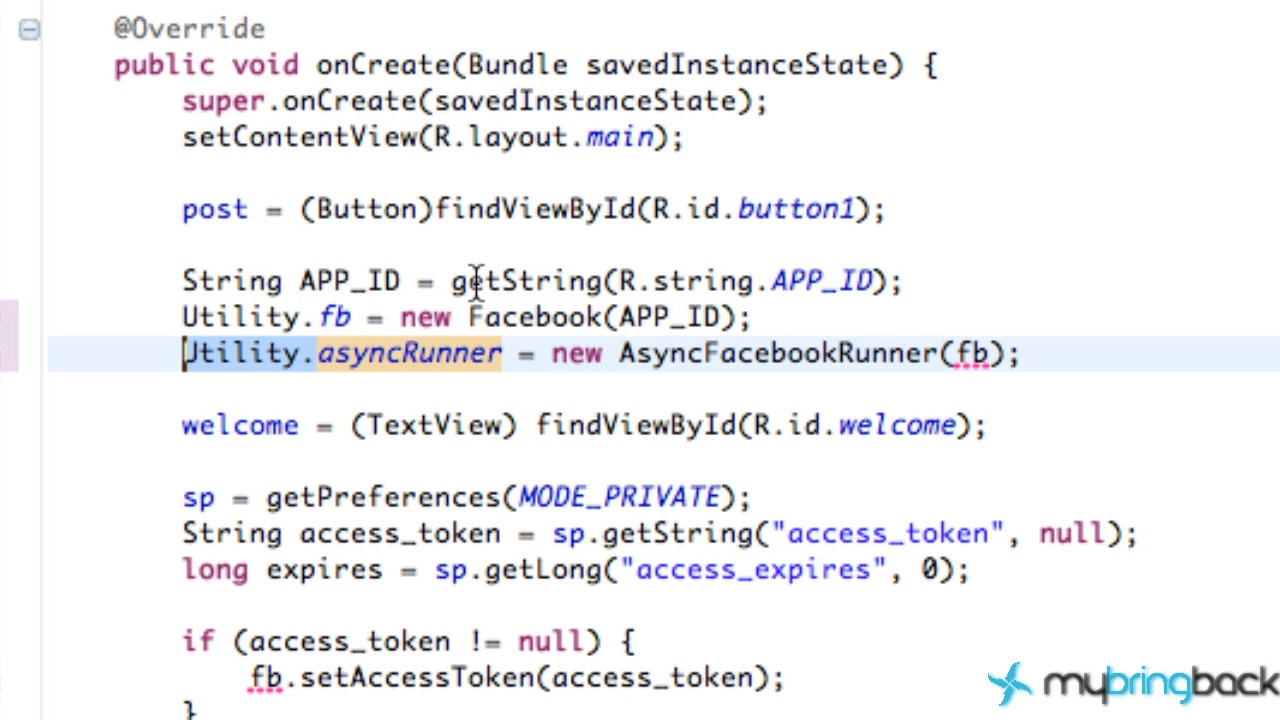 @Override
public void onCreate(Bundle savedInstanceState) {
super.onCreate(savedInstanceState);
setContentView(R.layout.main);
post = (Button)findViewById(R.id.button1);
String APP_ID = getString(R.string.APP_ID);
Utility.fb = new Facebook(APP_ID);
Utility.asyncRunner = new AsyncFacebookRunner(fb);
welcome = (TextView) findViewById(R.id.welcome);
sp = getPreferences(MODE_PRIVATE);
String access_token = sp.getString("access_token", null);
long expires = sp.getLong("access_expires", 0);
if (access_token != null) {
fb.setAccessToken(access_token);
}
mybringback